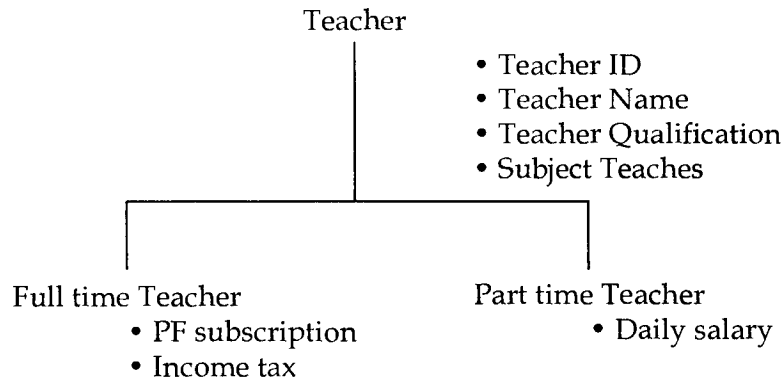 Teacher
• Teacher ID
• Teacher Name
• Teacher Qualification
• Subject Teaches
Full time Teacher
• PF subscription
• Income tax
Part time Teacher
• Daily salary